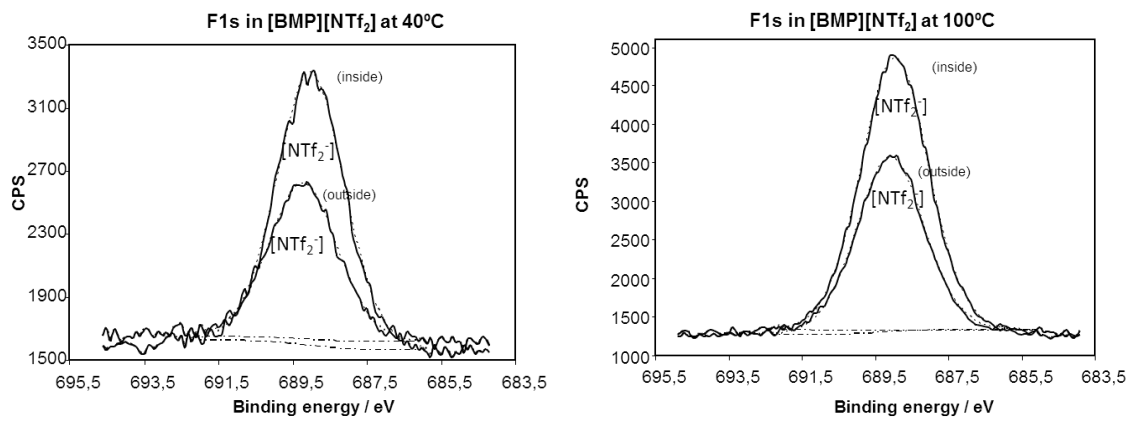 F1s in [BMP][NTf₂] at 40ºC
3500
3100
2700
2300
1900
1500
CPS
(inside)
[NTf₂⁻]
(outside)
[NTf₂⁻]
695,5 693,5 691,5 689,5 687,5 685,5 683,5
Binding energy / eV
F1s in [BMP][NTf₂] at 100ºC
5000
4500
4000
3500
3000
2500
2000
1500
1000
CPS
(inside)
[NTf₂⁻]
(outside)
[NTf₂⁻]
695,5 693,5 691,5 689,5 687,5 685,5 683,5
Binding energy / eV